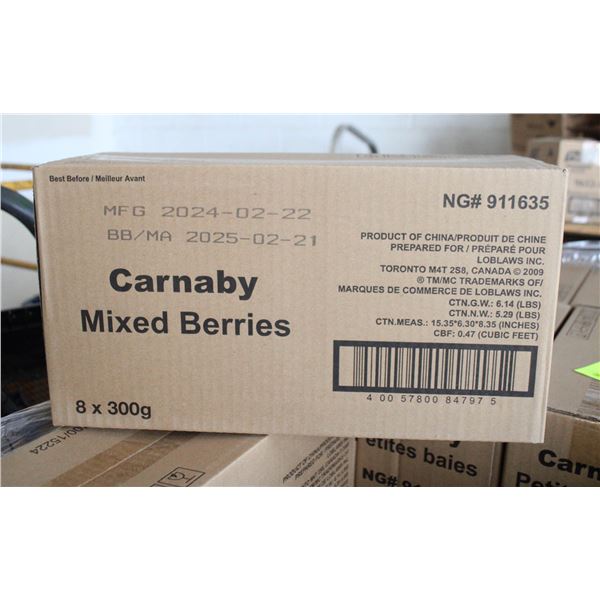 Best Before / Meilleur Avant
MFG 2024-02-22
BB/MA 2025-02-21
Carnaby
Mixed Berries
8 x 300g
NG# 911635
PRODUCT OF CHINA/PRODUIT DE CHINE
PREPARED FOR / PRÉPARÉ POUR
LOBLAWS INC.
TORONTO M4T 2S8, CANADA © 2009
® TM/MC TRADEMARKS OF/
MARQUES DE COMMERCE DE LOBLAWS INC.
CTN.G.W.: 6.14 (LBS)
CTN.N.W.: 5.29 (LBS)
CTN.MEAS.: 15.35*6.30*8.35 (INCHES)
CBF: 0.47 (CUBIC FEET)
4 00 57800 84797 5
00/15224
etites baies
NG# 9
Carn
Peti